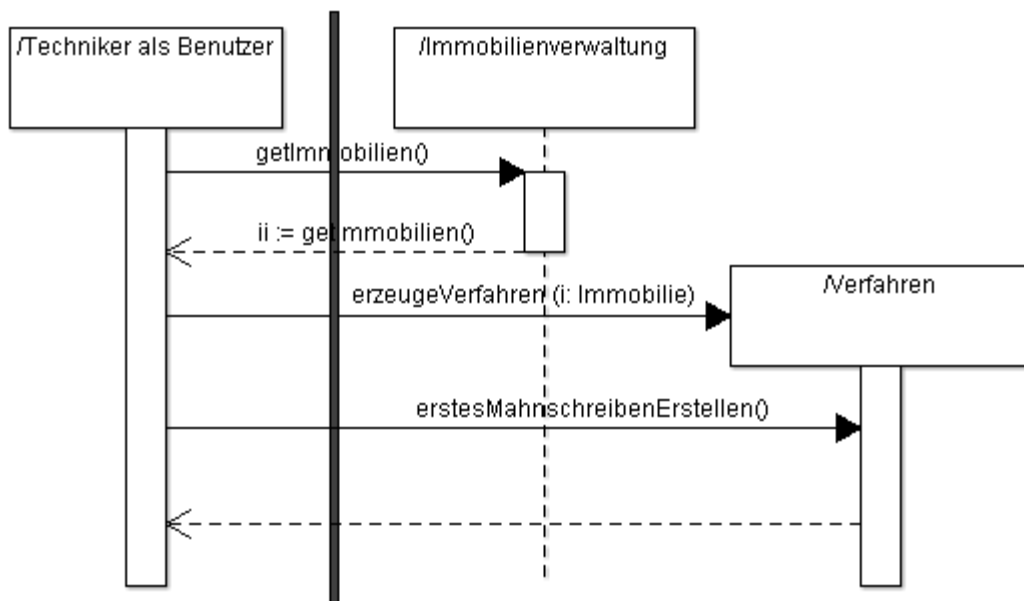 /Techniker als Benutzer
/Immobilienverwaltung
getImmobilien()
ii := getImmobilien()
/Verfahren
erzeugeVerfahren (i: Immobilie)
erstesMahnschreibenErstellen()